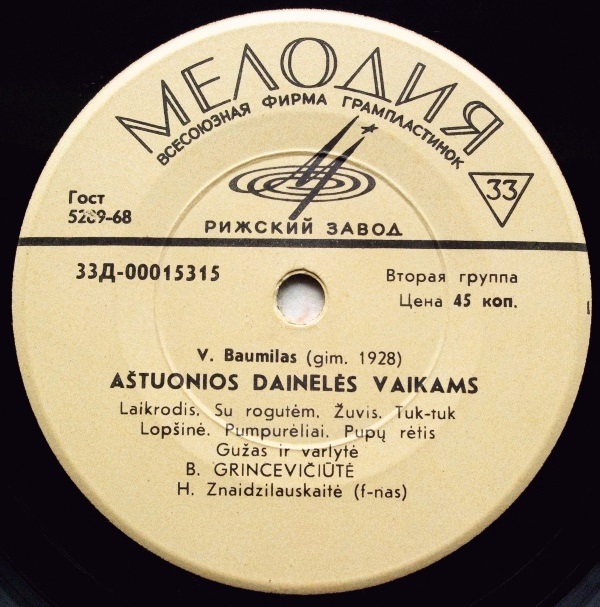 МЕЛОДИЯ
ВСЕСОЮЗНАЯ ФИРМА ГРАМПЛАСТИНОК
33
Гост
5289-68
РИЖСКИЙ ЗАВОД
33Д-00015315
Вторая группа
Цена 45 коп.
V. Baumilas (gim. 1928)
AŠTUONIOS DAINELĖS VAIKAMS
Laikrodis. Su rogutėm. Žuvis. Tuk-tuk
Lopšinė. Pumpurėliai. Pupų rėtis
Gužas ir varlytė
B. GRINCEVIČIŪTĖ
H. Znaidzilauskaitė (f-nas)